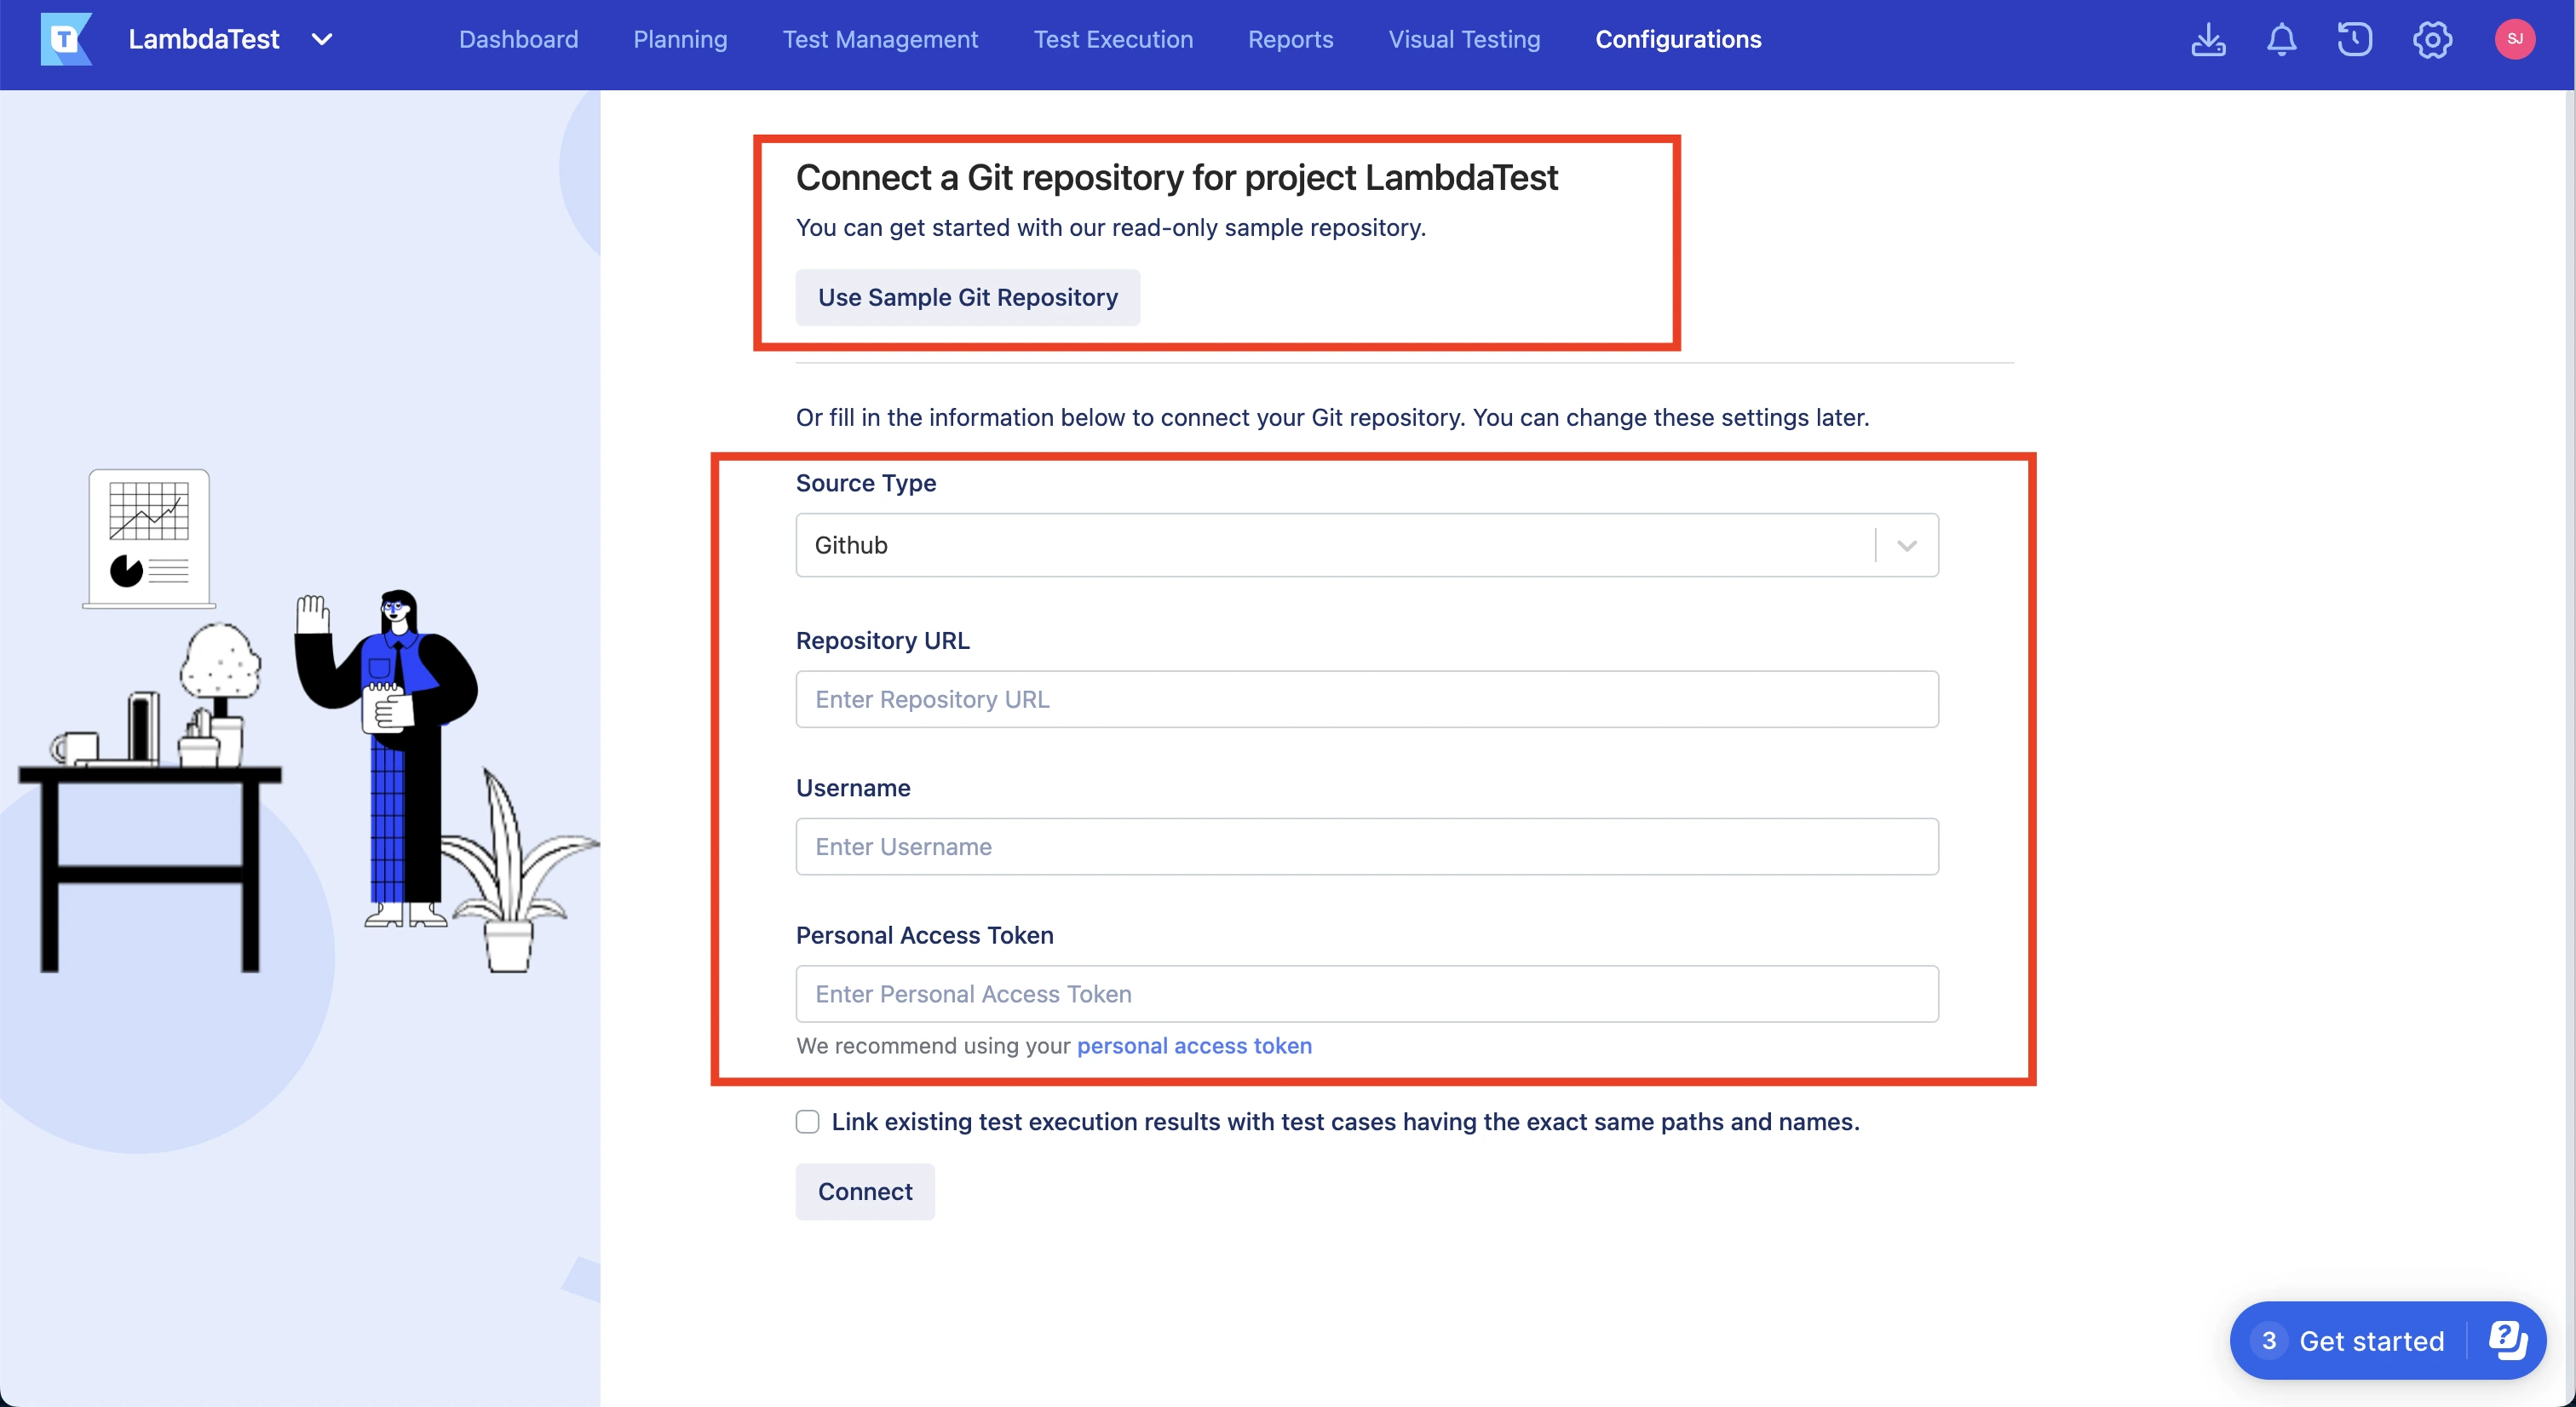 T LambdaTest Dashboard Planning Test Management Test Execution Reports Visual Testing Configurations SJ
Connect a Git repository for project LambdaTest
You can get started with our read-only sample repository.
Use Sample Git Repository
Or fill in the information below to connect your Git repository. You can change these settings later.
Source Type
Github
Repository URL
Enter Repository URL
Username
Enter Username
Personal Access Token
Enter Personal Access Token
We recommend using your personal access token
Link existing test execution results with test cases having the exact same paths and names.
Connect
3 Get started ?